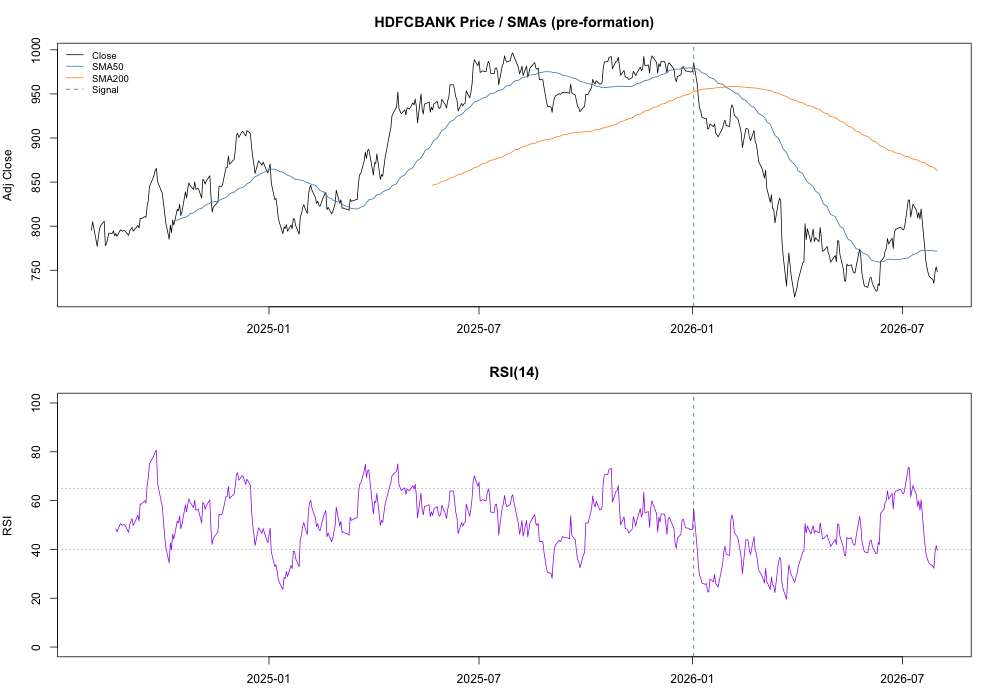 HDFCBANK Price / SMAs (pre-formation)
Adj Close
1000
950
900
850
800
750
Close
SMA50
SMA200
Signal
2025-01 2025-07 2026-01 2026-07
RSI(14)
RSI
100
80
60
40
20
0
2025-01 2025-07 2026-01 2026-07